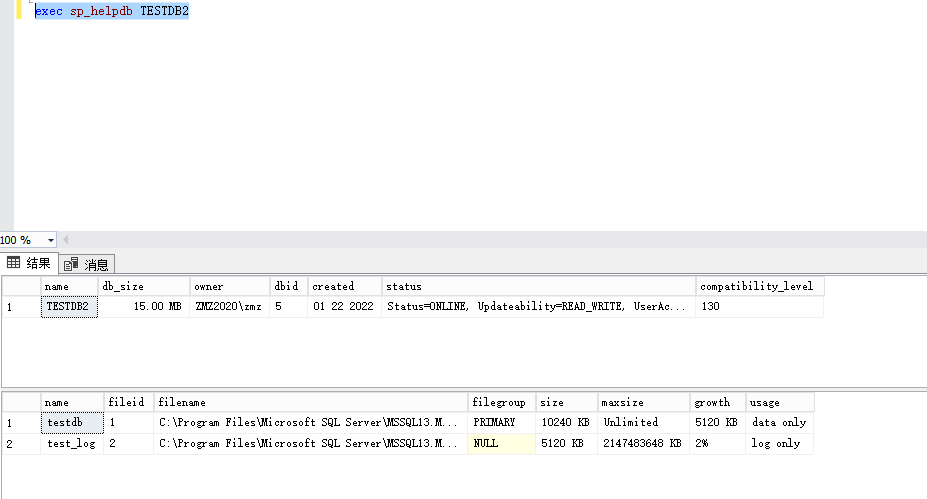 exec sp_helpdb TESTDB2
100 %
结果 消息
name db_size owner dbid created status compatibility_level
1 TESTDB2 15.00 MB ZMZ2020\zmz 5 01 22 2022 Status=ONLINE, Updateability=READ_WRITE, UserAc... 130
name fileid filename filegroup size maxsize growth usage
1 testdb 1 C:\Program Files\Microsoft SQL Server\MSSQL13.M... PRIMARY 10240 KB Unlimited 5120 KB data only
2 test_log 2 C:\Program Files\Microsoft SQL Server\MSSQL13.M... NULL 5120 KB 2147483648 KB 2% log only